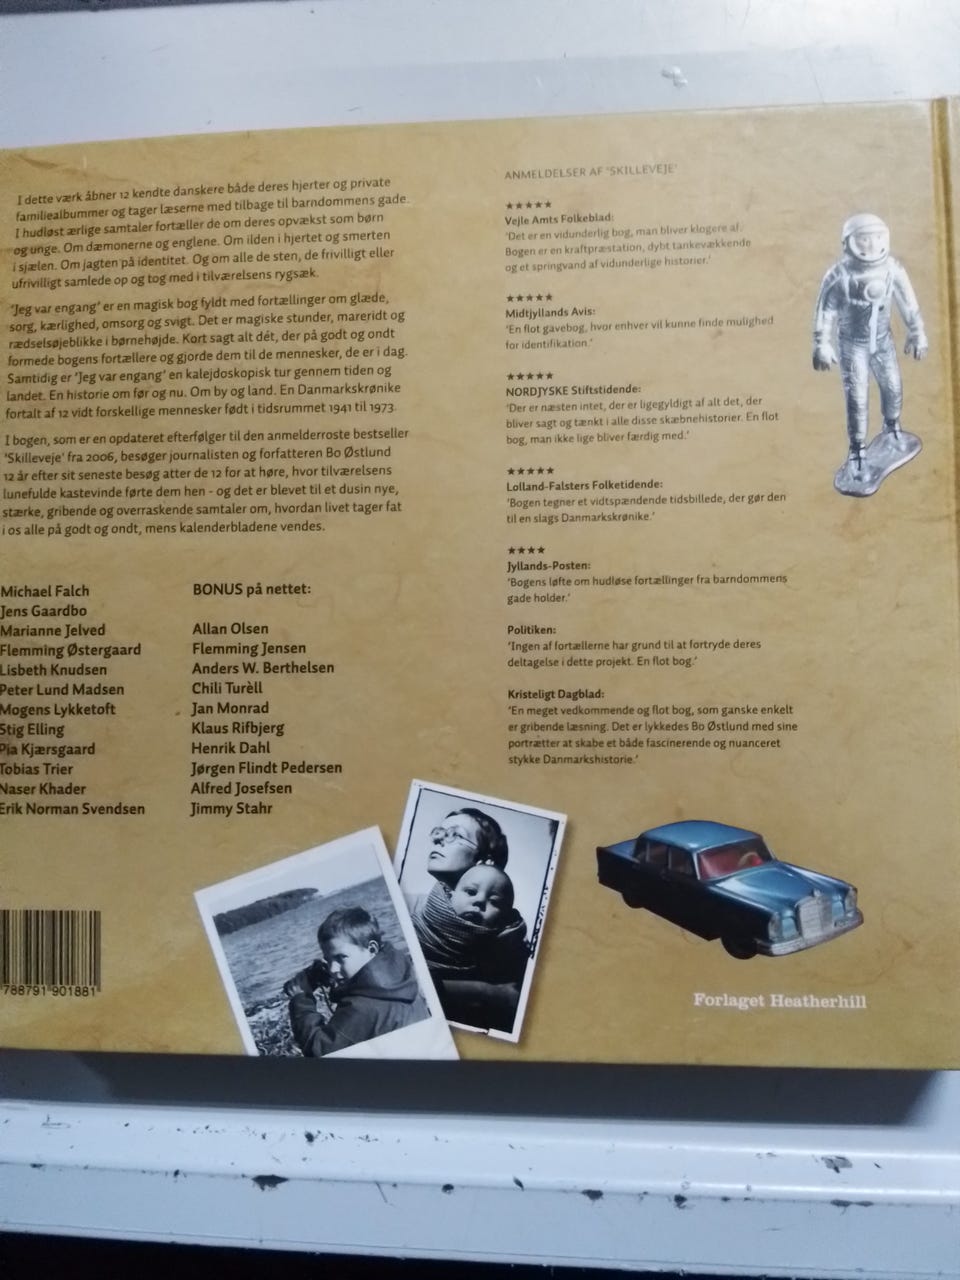 I dette værk åbner 12 kendte danskere både deres hjerter og private
familiealbummer og tager læserne med tilbage til barndommens gade.
I hudløst ærlige samtaler fortæller de om deres opvækst som børn
og unge. Om dæmonerne og englene. Om ilden i hjertet og smerten
i sjælen. Om jagten på identitet. Og om alle de sten, de frivilligt eller
ufrivilligt samlede op og tog med i tilværelsens rygsæk.
'Jeg var engang' er en magisk bog fyldt med fortællinger om glæde,
sorg, kærlighed, omsorg og svigt. Det er magiske stunder, mareridt og
rædselsøjeblikke i børnehøjde. Kort sagt alt dét, der på godt og ondt
formede bogens fortællere og gjorde dem til de mennesker, de er i dag.
Samtidig er 'Jeg var engang' en kalejdoskopisk tur gennem tiden og
landet. En historie om før og nu. Om by og land. En Danmarkskrønike
fortalt af 12 vidt forskellige mennesker født i tidsrummet 1941 til 1973.
I bogen, som er en opdateret efterfølger til den anmelderroste bestseller
'Skilleveje' fra 2006, besøger journalisten og forfatteren Bo Østlund
12 år efter sit seneste besøg atter de 12 for at høre, hvor tilværelsens
lunefulde kastevinde førte dem hen - og det er blevet til et dusin nye,
stærke, gribende og overraskende samtaler om, hvordan livet tager fat
i os alle på godt og ondt, mens kalenderbladene vendes.
Michael Falch
Jens Gaardbo
Marianne Jelved
Flemming Østergaard
Lisbeth Knudsen
Peter Lund Madsen
Mogens Lykketoft
Stig Elling
Pia Kjærsgaard
Tobias Trier
Naser Khader
Erik Norman Svendsen
BONUS på nettet:
Allan Olsen
Flemming Jensen
Anders W. Berthelsen
Chili Turèll
Jan Monrad
Klaus Rifbjerg
Henrik Dahl
Jørgen Flindt Pedersen
Alfred Josefsen
Jimmy Stahr
788791 901881
ANMELDELSER AF 'SKILLEVEJE'
★★★★★
Vejle Amts Folkeblad:
'Det er en vidunderlig bog, man bliver klogere af.
Bogen er en kraftpræstation, dybt tankevækkende
og et springvand af vidunderlige historier.'
★★★★★
Midtjyllands Avis:
'En flot gavebog, hvor enhver vil kunne finde mulighed
for identifikation.'
★★★★★
NORDJYSKE Stiftstidende:
'Der er næsten intet, der er ligegyldigt af alt det, der
bliver sagt og tænkt i alle disse skæbnehistorier. En flot
bog, man ikke lige bliver færdig med.'
★★★★★
Lolland-Falsters Folketidende:
'Bogen tegner et vidtspændende tidsbillede, der gør den
til en slags Danmarkskrønike.'
★★★★
Jyllands-Posten:
'Bogens løfte om hudløse fortællinger fra barndommens
gade holder.'
Politiken:
'Ingen af fortællerne har grund til at fortryde deres
deltagelse i dette projekt. En flot bog.'
Kristeligt Dagblad:
'En meget vedkommende og flot bog, som ganske enkelt
er gribende læsning. Det er lykkedes Bo Østlund med sine
portrætter at skabe et både fascinerende og nuanceret
stykke Danmarkshistorie.'
Forlaget Heatherhill